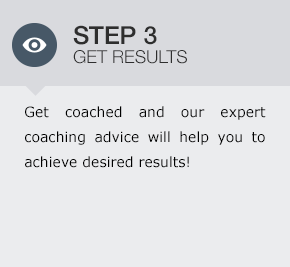 STEP 3
GET RESULTS
Get coached and our expert
coaching advice will help you to
achieve desired results!